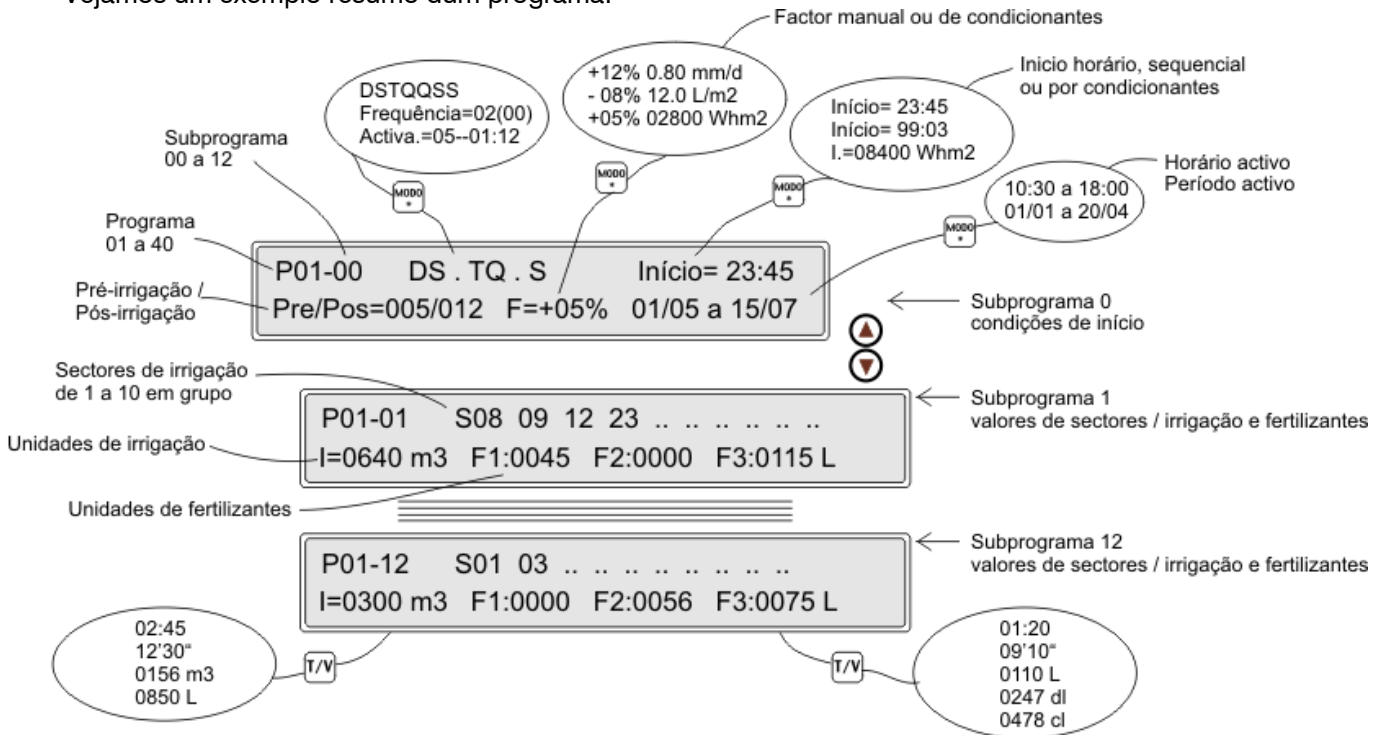 Vejamos um exemplo resumo dum programa:
Factor manual ou de condicionantes
Inicio horário, sequencial
ou por condicionantes
DSTQQSS
Frequência=02(00)
Activa.=05--01:12
+12% 0.80 mm/d
- 08% 12.0 L/m2
+05% 02800 Whm2
Início= 23:45
Início= 99:03
I.=08400 Whm2
Horário activo
Período activo
10:30 a 18:00
01/01 a 20/04
Subprograma
00 a 12
MODO
*
MODO
*
MODO
*
MODO
*
Programa
01 a 40
Pré-irrigação /
Pós-irrigação
P01-00 DS . TQ . S Início= 23:45
Pre/Pos=005/012 F=+05% 01/05 a 15/07
Subprograma 0
condições de início
Sectores de irrigação
de 1 a 10 em grupo
Unidades de irrigação
P01-01 S08 09 12 23 .. .. .. .. .. ..
I=0640 m3 F1:0045 F2:0000 F3:0115 L
Subprograma 1
valores de sectores / irrigação e fertilizantes
Unidades de fertilizantes
P01-12 S01 03 .. .. .. .. .. .. .. ..
I=0300 m3 F1:0000 F2:0056 F3:0075 L
Subprograma 12
valores de sectores / irrigação e fertilizantes
02:45
12'30“
0156 m3
0850 L
T/V
T/V
01:20
09'10“
0110 L
0247 dl
0478 cl